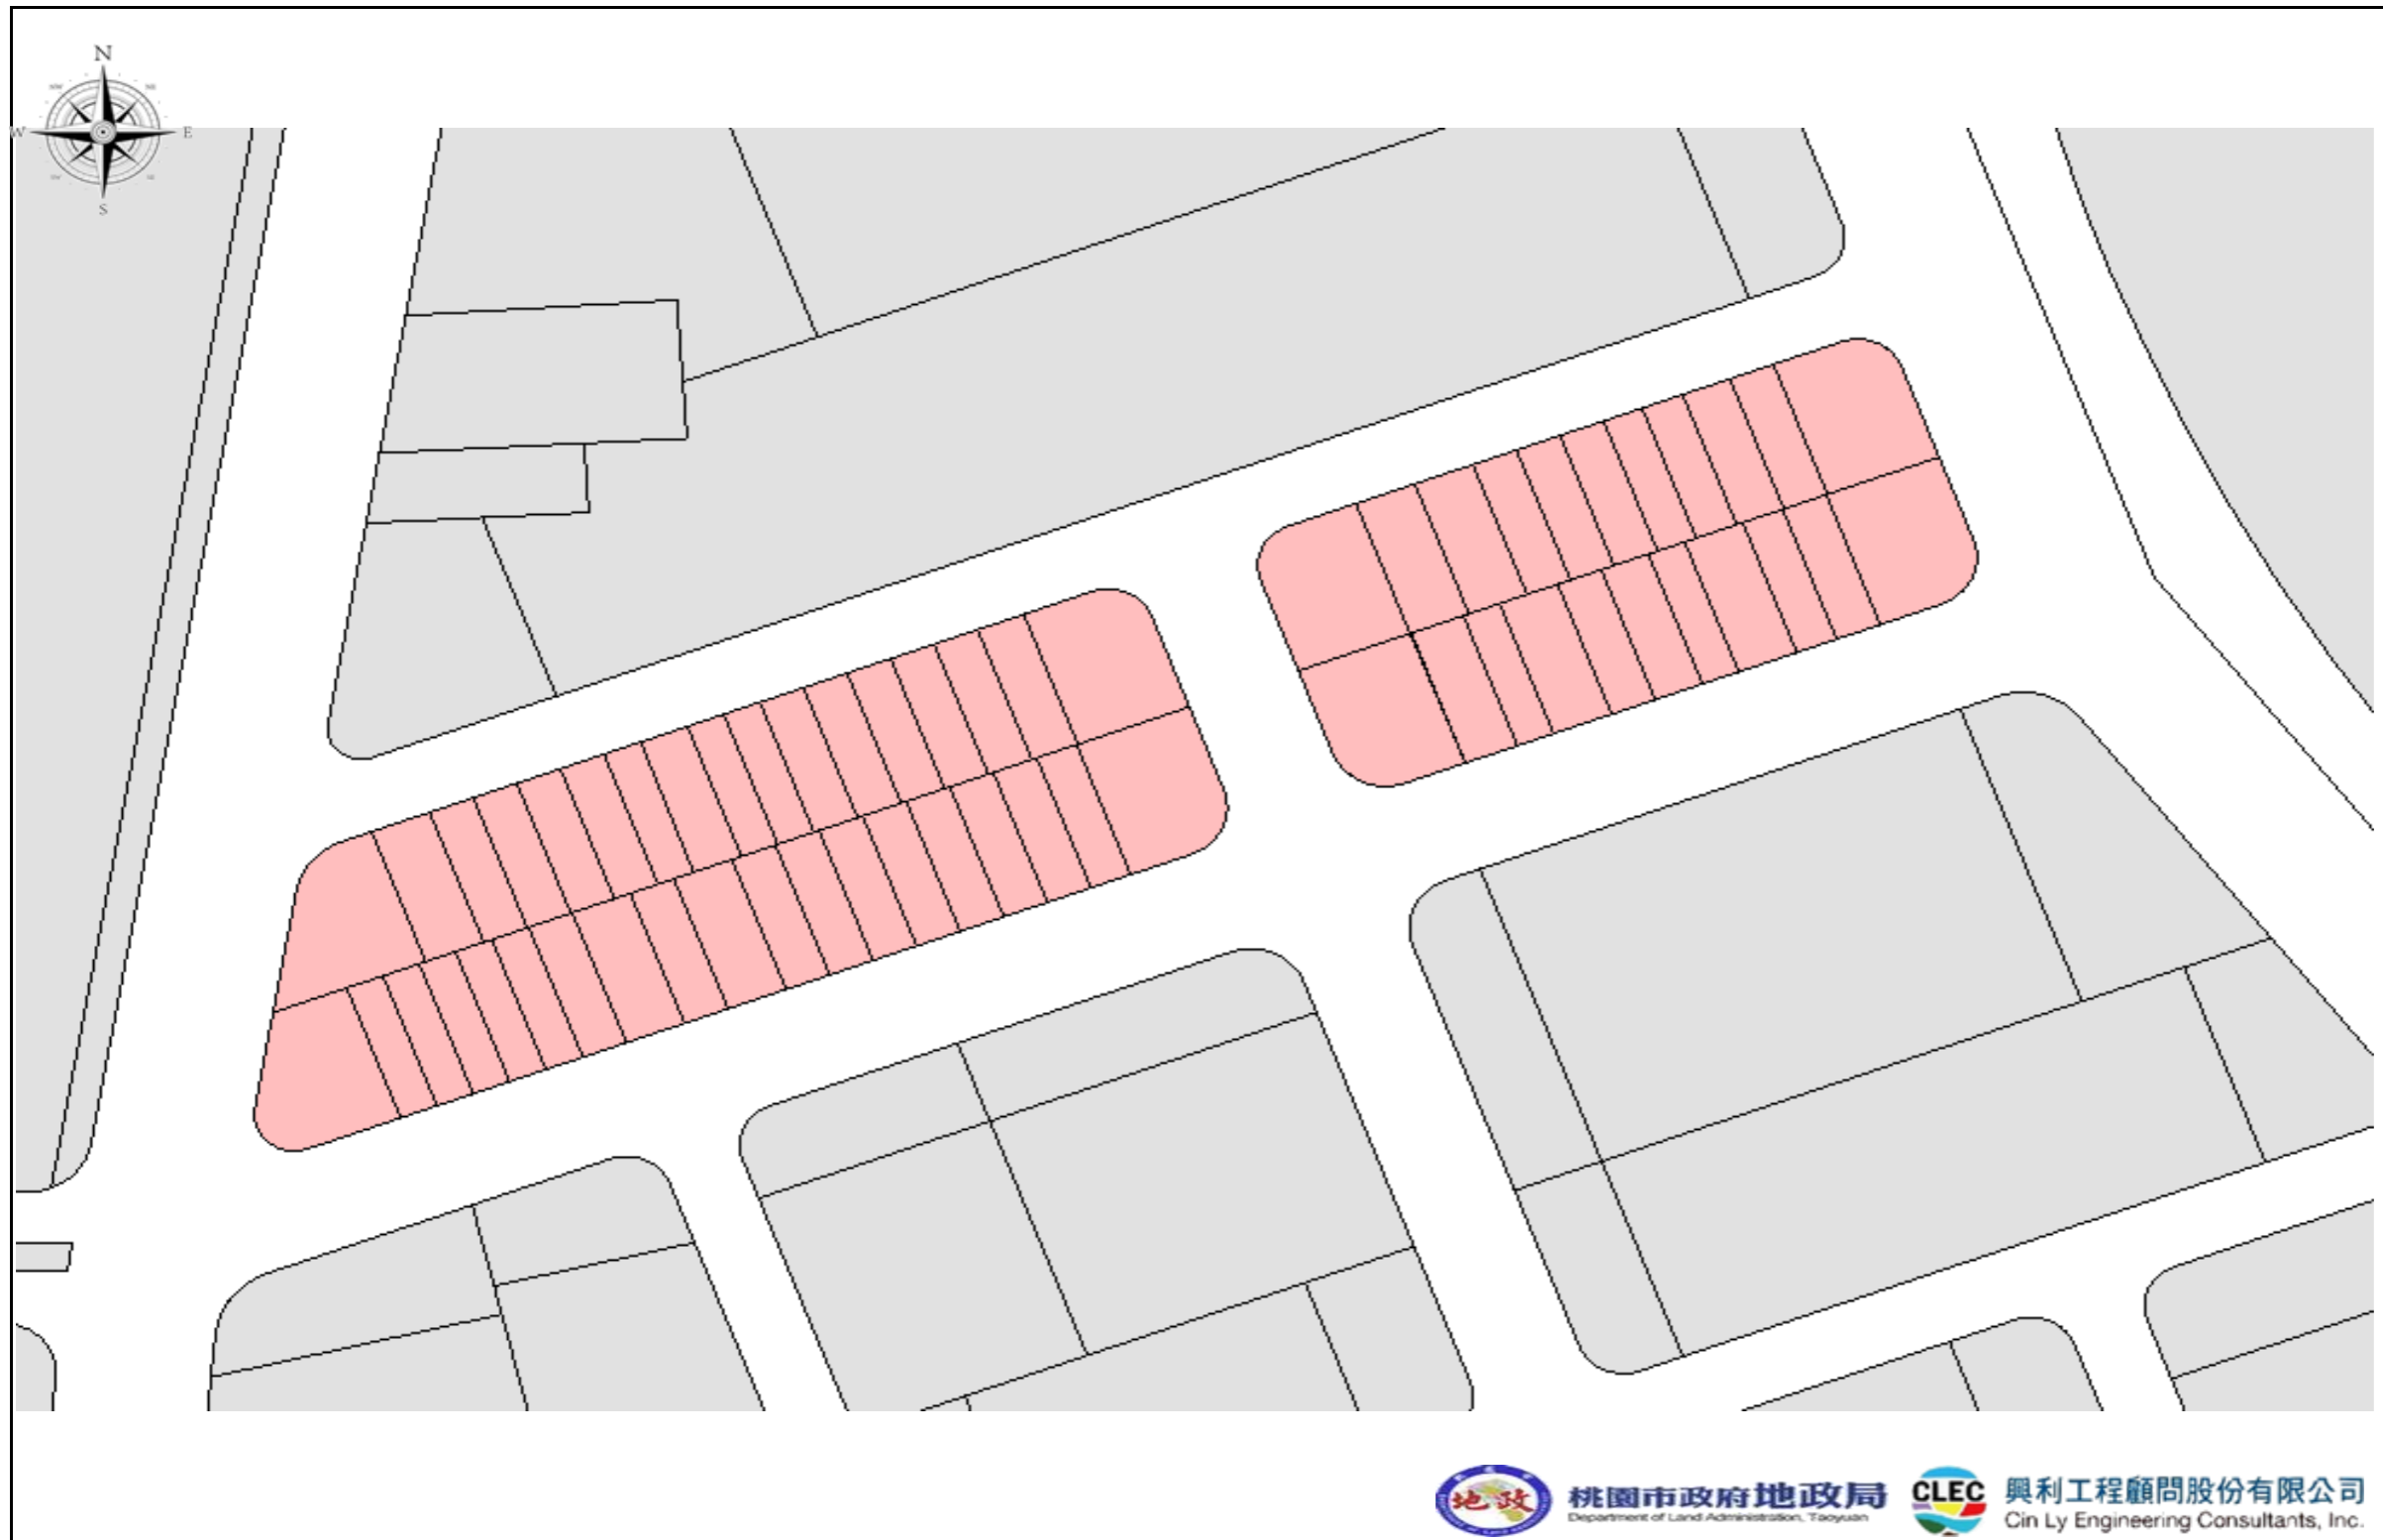 N
W E
S
地政
桃園市政府地政局
Department of Land Administration, Taoyuan
CLEC
興利工程顧問股份有限公司
Cin Ly Engineering Consultants, Inc.